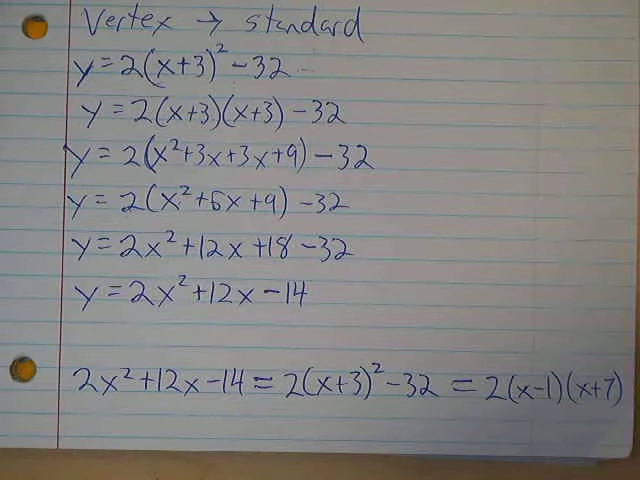 Vertex → standard
y = 2(x+3)² - 32
y = 2(x+3)(x+3) - 32
y = 2(x²+3x+3x+9) - 32
y = 2(x²+6x+9) - 32
y = 2x²+12x+18-32
y = 2x²+12x-14
2x²+12x-14 = 2(x+3)²-32 = 2(x-1)(x+7)